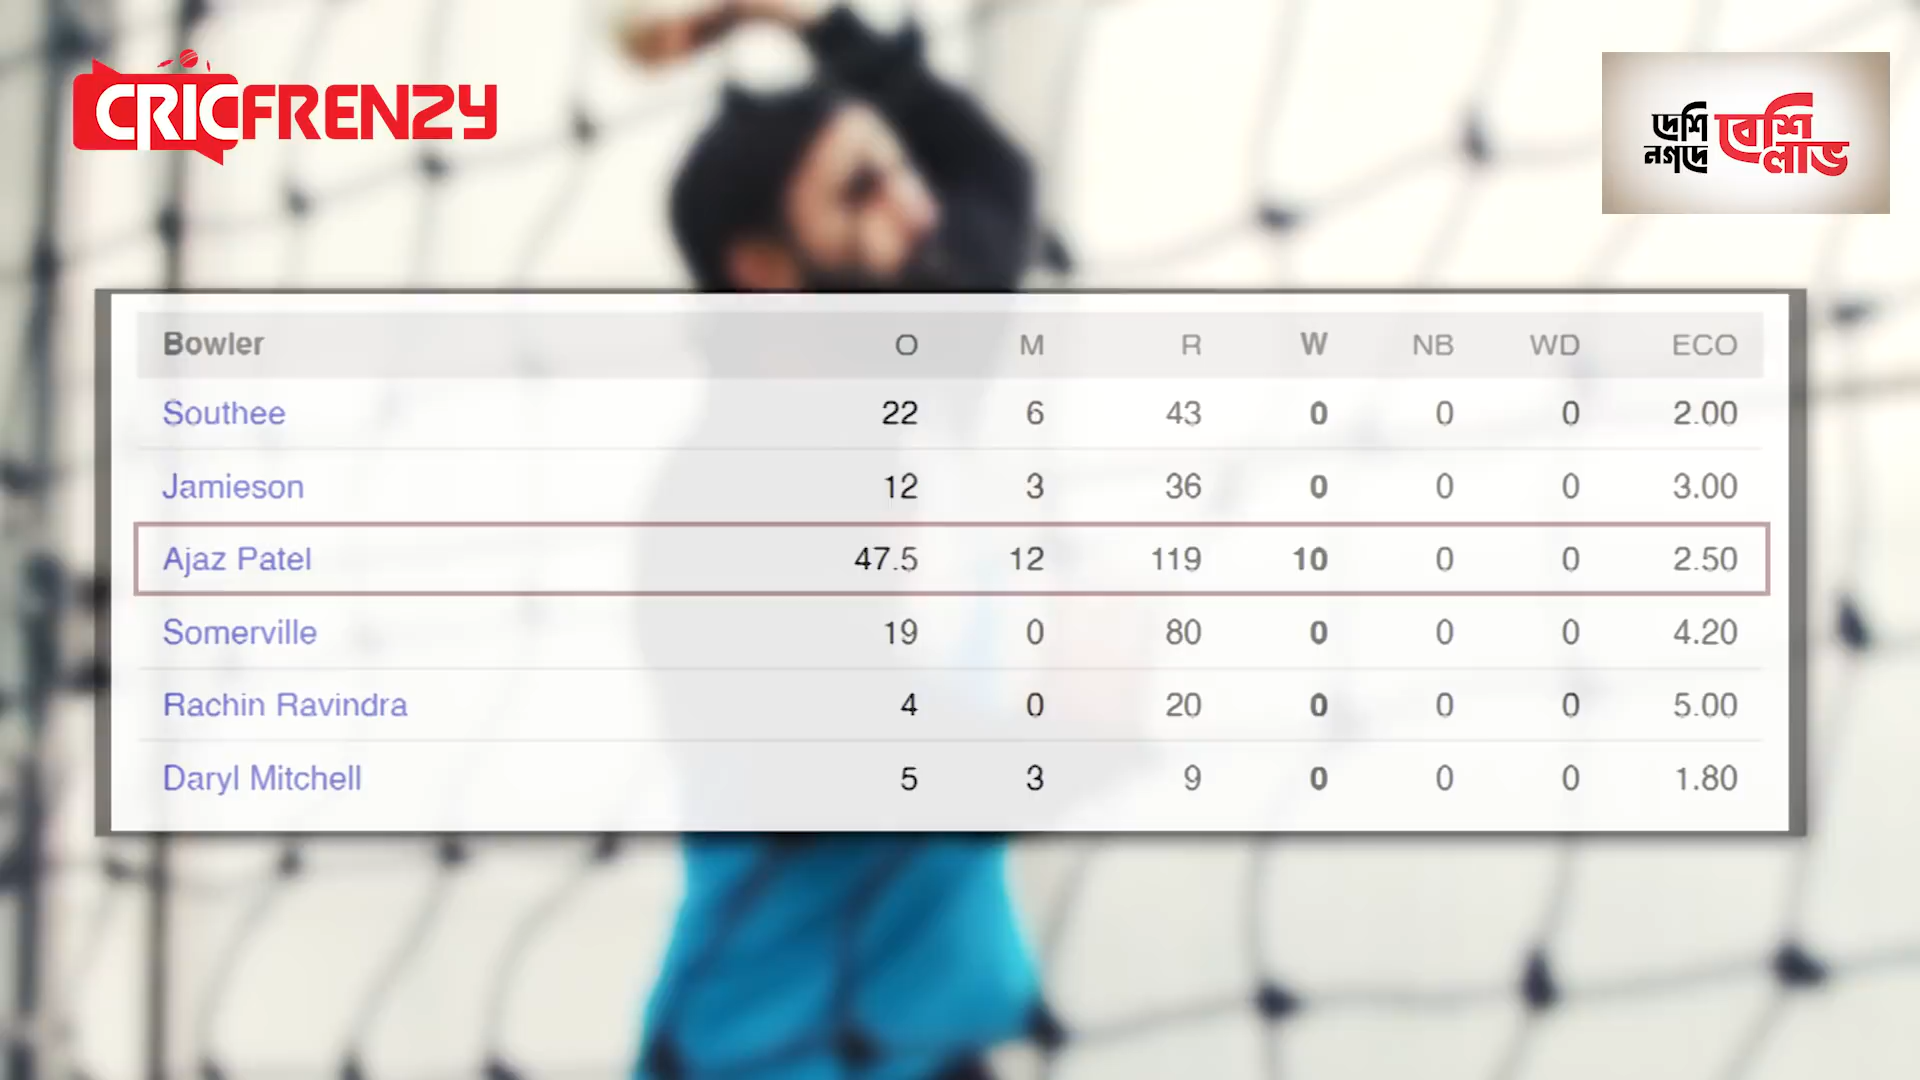 CRICFRENZY
দেশি বেশি
নগদে লাভ
Bowler O M R W NB WD ECO
Southee 22 6 43 0 0 0 2.00
Jamieson 12 3 36 0 0 0 3.00
Ajaz Patel 47.5 12 119 10 0 0 2.50
Somerville 19 0 80 0 0 0 4.20
Rachin Ravindra 4 0 20 0 0 0 5.00
Daryl Mitchell 5 3 9 0 0 0 1.80